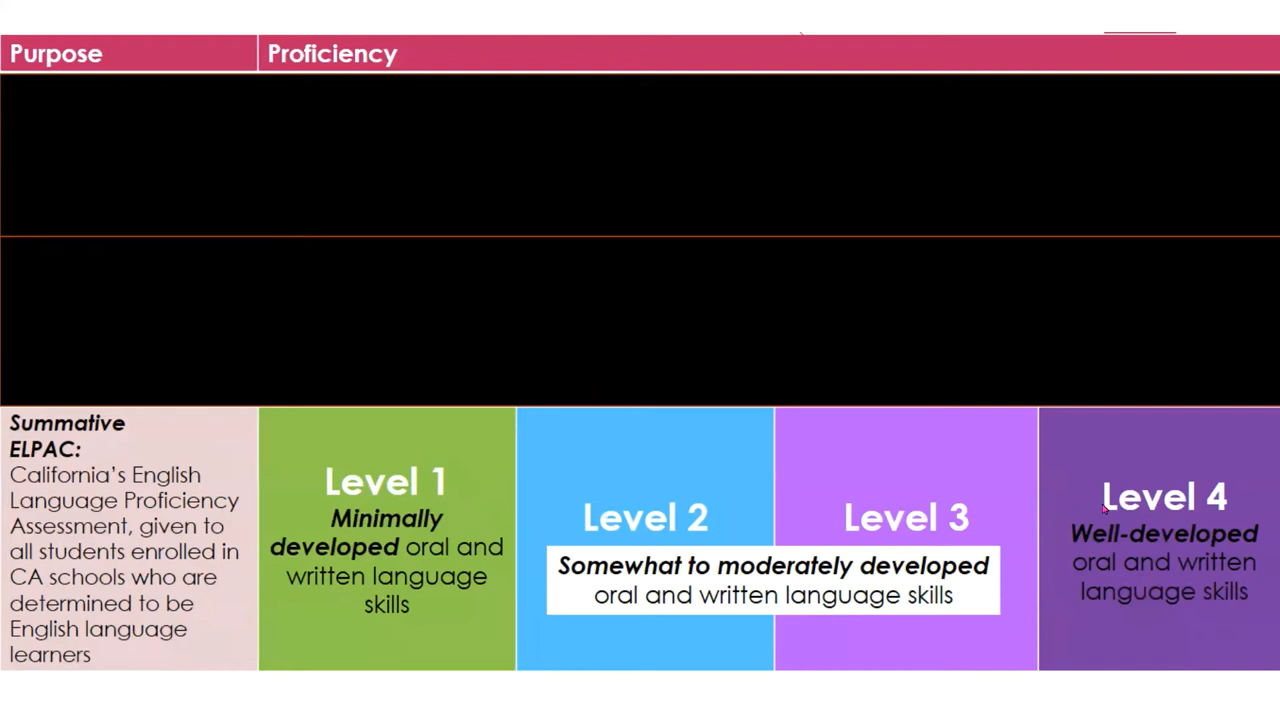 Purpose
Proficiency
Summative
ELPAC:
California's English
Language Proficiency
Assessment, given to
all students enrolled in
CA schools who are
determined to be
English language
learners
Level 1
Minimally
developed oral and
written language
skills
Level 2
Level 3
Somewhat to moderately developed
oral and written language skills
Level 4
Well-developed
oral and written
language skills